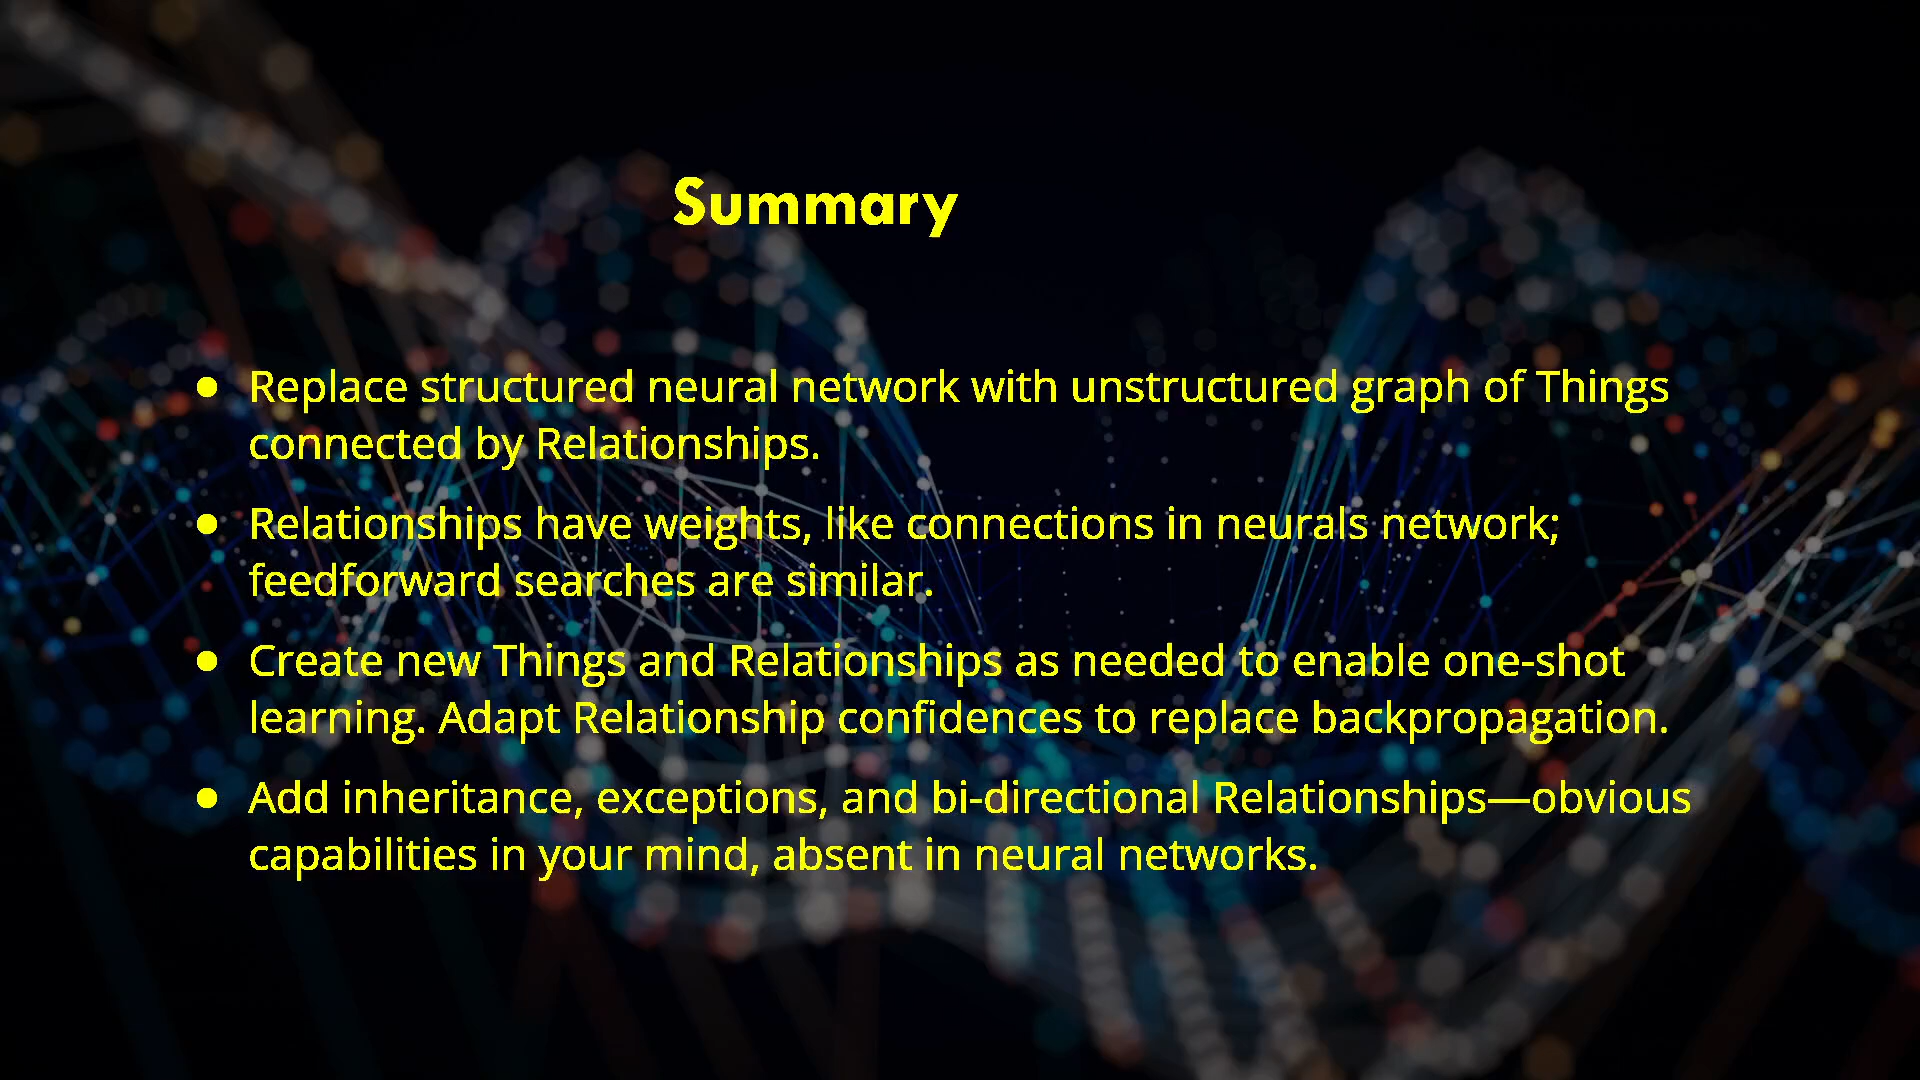 Summary
● Replace structured neural network with unstructured graph of Things
connected by Relationships.
● Relationships have weights, like connections in neurals network;
feedforward searches are similar.
● Create new Things and Relationships as needed to enable one-shot
learning. Adapt Relationship confidences to replace backpropagation.
● Add inheritance, exceptions, and bi-directional Relationships—obvious
capabilities in your mind, absent in neural networks.